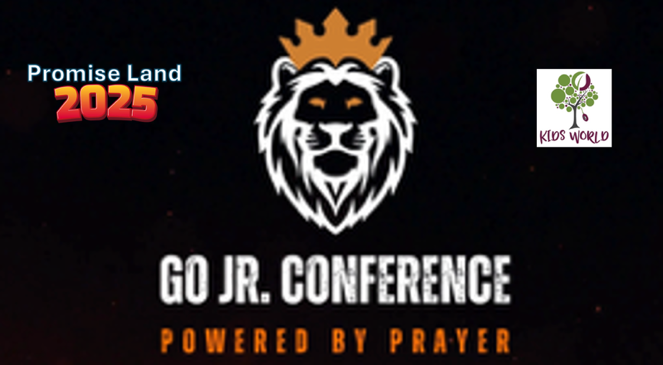 Promise Land
2025
KIDS WORLD
GO JR. CONFERENCE
POWERED BY PRAYER